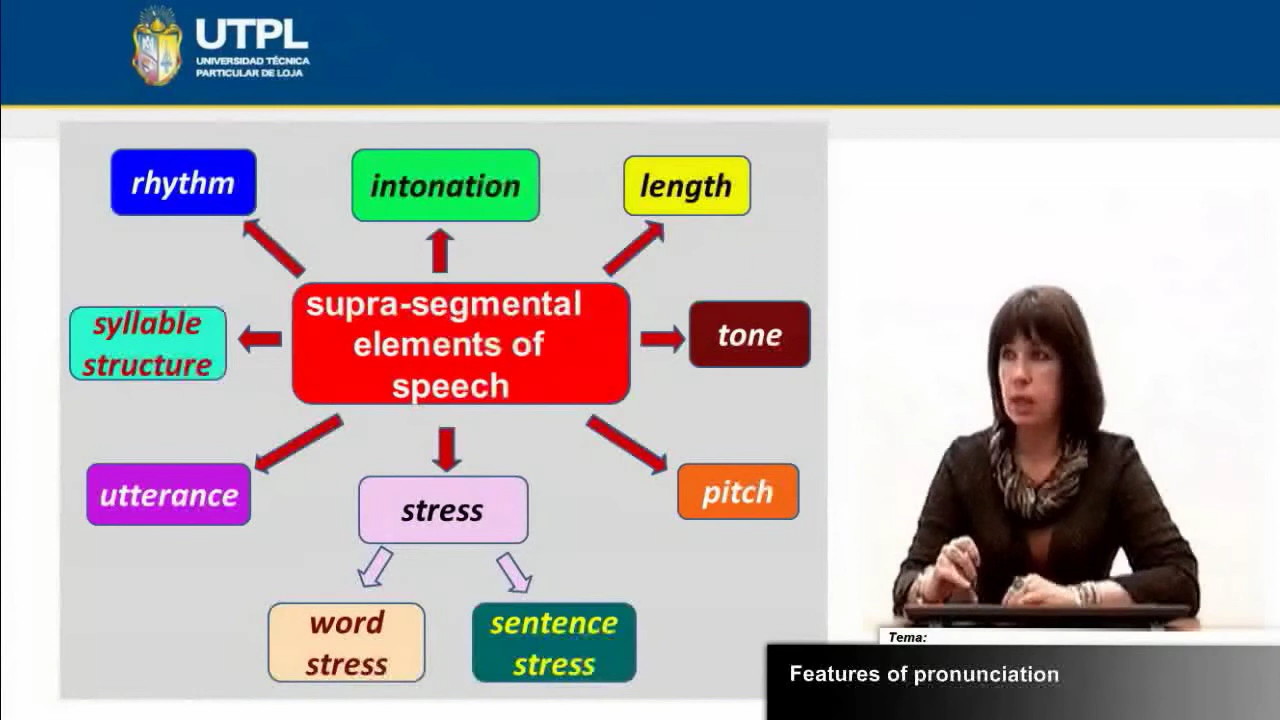 UTPL
UNIVERSIDAD TÉCNICA
PARTICULAR DE LOJA
rhythm
intonation
length
supra-segmental
elements of
speech
syllable
structure
tone
utterance
stress
pitch
word
stress
sentence
stress
Tema:
Features of pronunciation